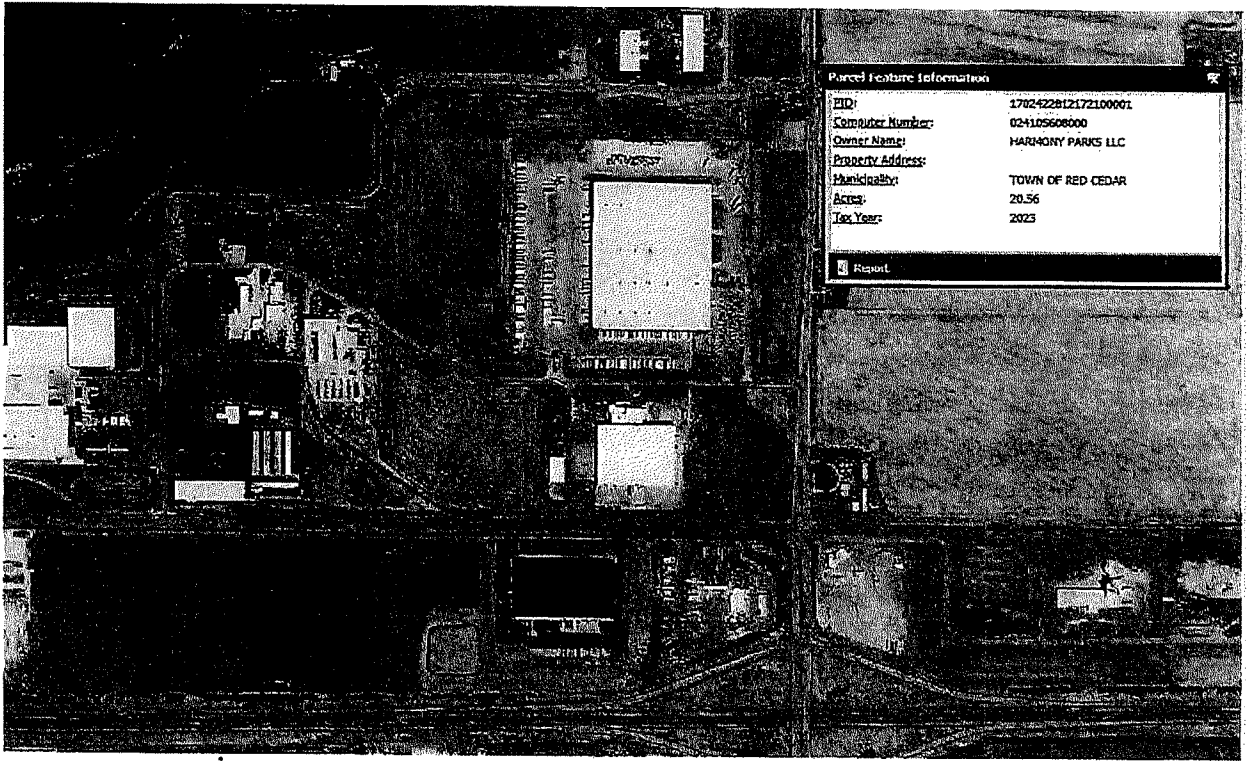 Parcel Feature Information
PID: 1702422812172100001
Computer Number: 024105608000
Owner Name: HARMONY PARKS LLC
Property Address:
Municipality: TOWN OF RED CEDAR
Acres: 20.56
Tax Year: 2023
Report